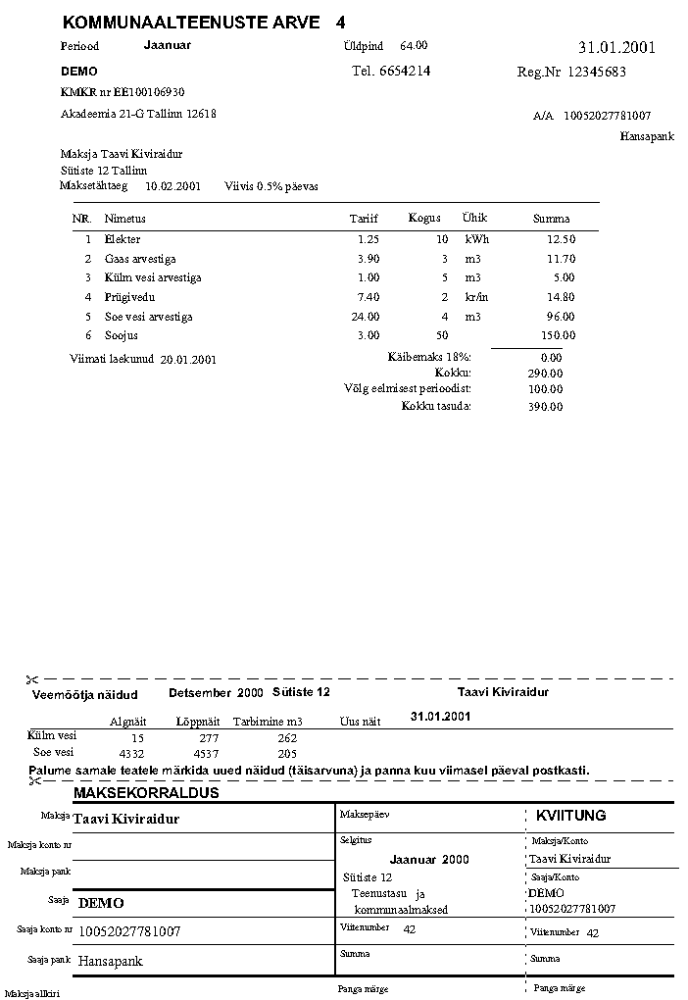 KOMMUNAALTEENUSTE ARVE 4
Periood Jaanuar Üldpind 64.00 31.01.2001
DEMO Tel. 6654214 Reg.Nr 12345683
KMKR nr EE100106930
Akadeemia 21-G Tallinn 12618 A/A 10052027781007
Hansapank
Maksja Taavi Kiviraidur
Sütiste 12 Tallinn
Maksetähtaeg 10.02.2001 Viivis 0.5% päevas
NR. Nimetus Tariif Kogus Ühik Summa
1 Elekter 1.25 10 kWh 12.50
2 Gaas arvestiga 3.90 3 m3 11.70
3 Külm vesi arvestiga 1.00 5 m3 5.00
4 Prügivedu 7.40 2 kr/in 14.80
5 Soe vesi arvestiga 24.00 4 m3 96.00
6 Soojus 3.00 50 150.00
Viimati laekunud 20.01.2001 Käibemaks 18%: 0.00
Kokku: 290.00
Võlg eelmisest perioodist: 100.00
Kokku tasuda: 390.00
Veemõõtja näidud Detsember 2000 Sütiste 12 Taavi Kiviraidur
Algnäit Lõppnäit Tarbimine m3 Uus näit 31.01.2001
Külm vesi 15 277 262
Soe vesi 4332 4537 205
Palume samale teatele märkida uued näidud (täisarvuna) ja panna kuu viimasel päeval postkasti.
MAKSEKORRALDUS
Maksja Taavi Kiviraidur Maksepäev KVIITUNG
Maksja konto nr Selgitus Maksja/Konto
Jaanuar 2000 Taavi Kiviraidur
Maksja pank Sütiste 12 Saaja/Konto
Saaja DEMO Teenustasu ja DEMO
kommunaalmaksed 10052027781007
Saaja konto nr 10052027781007 Viitenumber 42 Viitenumber 42
Saaja pank Hansapank Summa Summa
Maksja allkiri Panga märge Panga märge